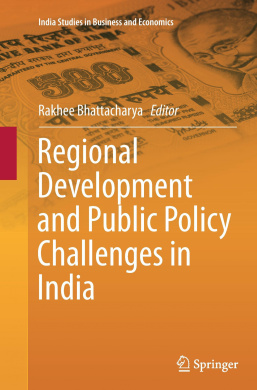 India Studies in Business and Economics
500
Rakhee Bhattacharya Editor
Regional
Development
and Public Policy
Challenges in
India
Springer